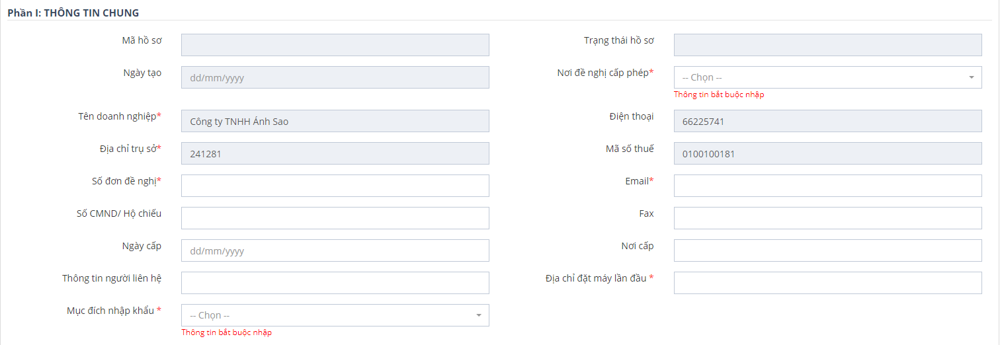 Phần I: THÔNG TIN CHUNG
Mã hồ sơ
Trạng thái hồ sơ
Ngày tạo dd/mm/yyyy
Nơi đề nghị cấp phép* -- Chọn --
Thông tin bắt buộc nhập
Tên doanh nghiệp* Công ty TNHH Ánh Sao
Điện thoại 66225741
Địa chỉ trụ sở* 241281
Mã số thuế 0100100181
Số đơn đề nghị*
Email*
Số CMND/ Hộ chiếu
Fax
Ngày cấp dd/mm/yyyy
Nơi cấp
Thông tin người liên hệ
Địa chỉ đặt máy lần đầu *
Mục đích nhập khẩu * -- Chọn --
Thông tin bắt buộc nhập